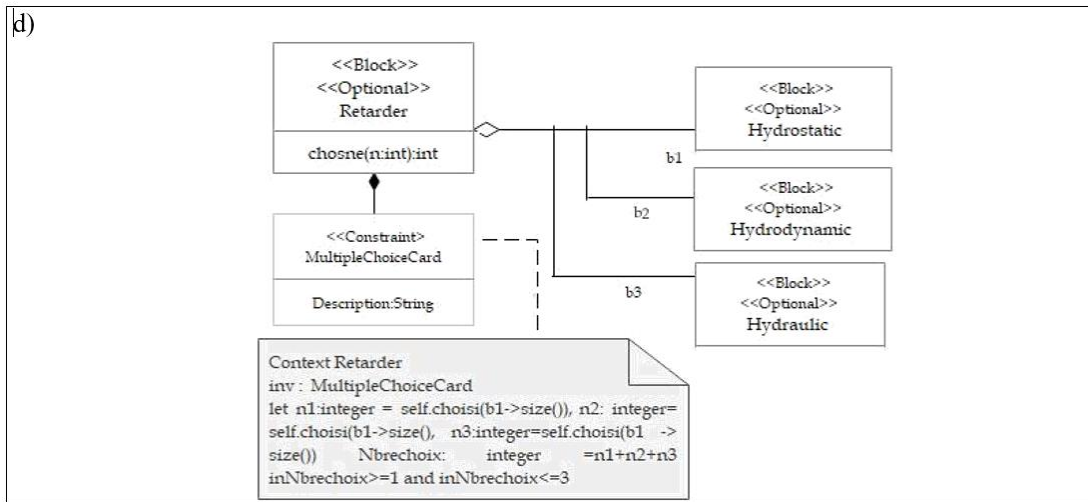 d)
<<Block>>
<<Optional>>
Retarder
chosne(n:int):int
<<Block>>
<<Optional>>
Hydrostatic
b1
<<Block>>
<<Optional>>
Hydrodynamic
b2
<<Block>>
<<Optional>>
Hydraulic
b3
<<Constraint>
MultipleChoiceCard
Description:String
Context Retarder
inv : MultipleChoiceCard
let n1:integer = self.choisi(b1->size()), n2: integer=
self.choisi(b1->size(), n3:integer=self.choisi(b1 ->
size()) Nbrechoix: integer =n1+n2+n3
inNbrechoix>=1 and inNbrechoix<=3